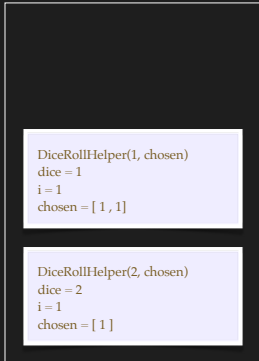 DiceRollHelper(1, chosen)
dice = 1
i = 1
chosen = [ 1 , 1]
DiceRollHelper(2, chosen)
dice = 2
i = 1
chosen = [ 1 ]